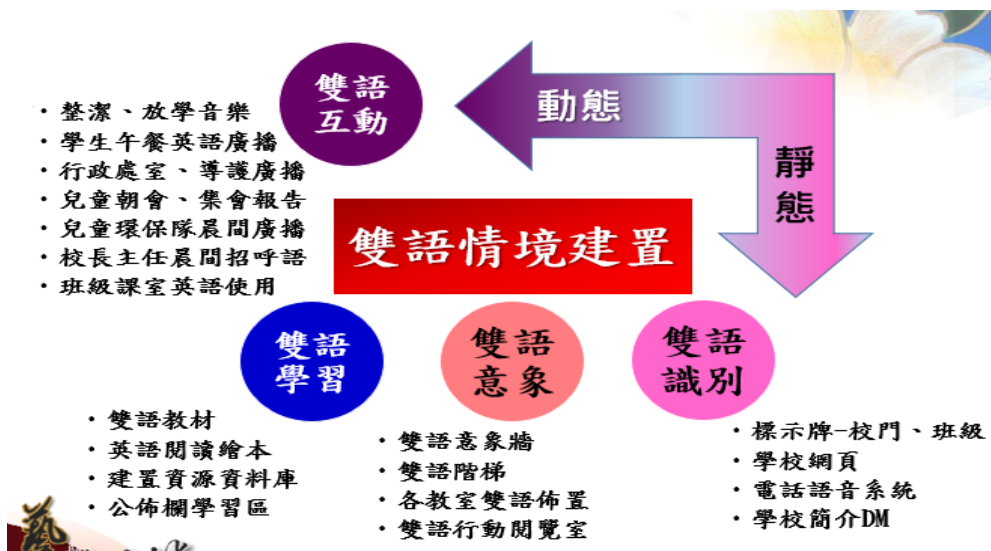 雙語
互動
動態
靜態
・整潔、放學音樂
・學生午餐英語廣播
・行政處室、導護廣播
・兒童朝會、集會報告
・兒童環保隊晨間廣播
・校長主任晨間招呼語
・班級課室英語使用
雙語情境建置
雙語
學習
雙語
意象
雙語
識別
・雙語教材
・英語閱讀繪本
・建置資源資料庫
・公佈欄學習區
・雙語意象牆
・雙語階梯
・各教室雙語佈置
・雙語行動閱覽室
・標示牌-校門、班級
・學校網頁
・電話語音系統
・學校簡介DM
藝